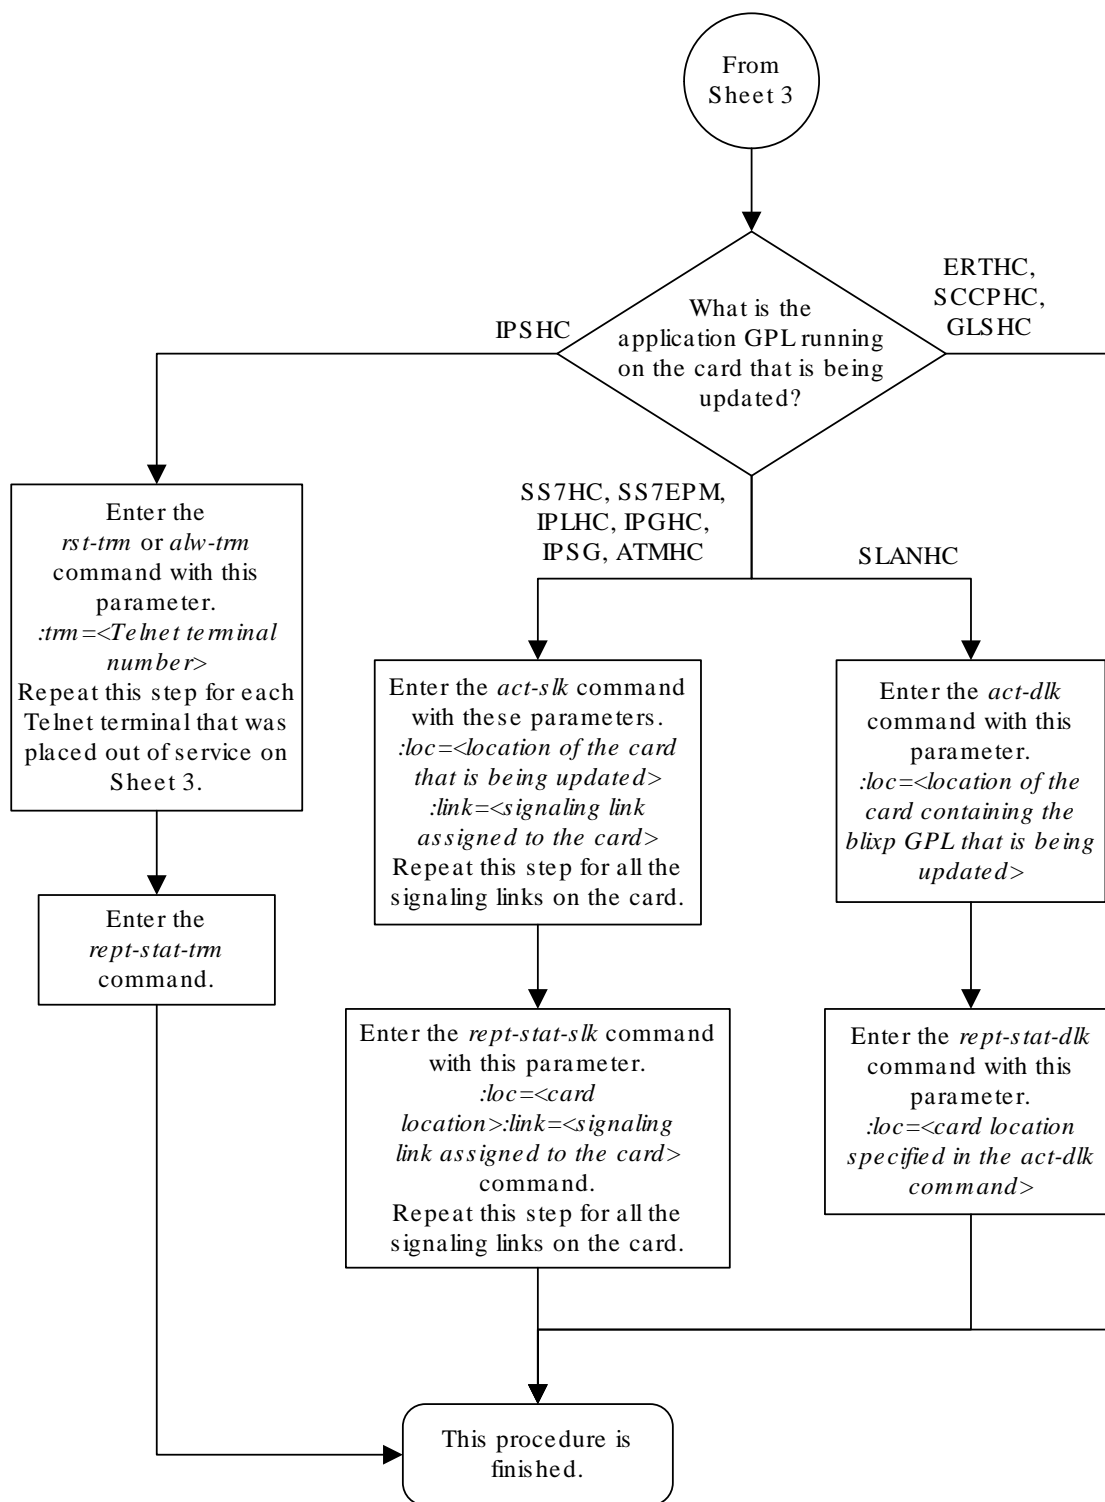 From
Sheet 3
What is the
application GPL running
on the card that is being
updated?
IPSHC
ERTHC,
SCCPHC,
GLSHC
SS7HC, SS7EPM,
IPLHC, IPGHC,
IPSG, ATMHC
SLANHC
Enter the
rst-trm or alw-trm
command with this
parameter.
:trm=<Telnet terminal
number>
Repeat this step for each
Telnet terminal that was
placed out of service on
Sheet 3.
Enter the
rept-stat-trm
command.
Enter the act-slk command
with these parameters.
:loc=<location of the card
that is being updated>
:link=<signaling link
assigned to the card>
Repeat this step for all the
signaling links on the card.
Enter the rept-stat-slk command
with this parameter.
:loc=<card
location>:link=<signaling
link assigned to the card>
command.
Repeat this step for all the
signaling links on the card.
Enter the act-dlk
command with this
parameter.
:loc=<location of the
card containing the
blixp GPL that is being
updated>
Enter the rept-stat-dlk
command with this
parameter.
:loc=<card location
specified in the act-dlk
command>
This procedure is
finished.